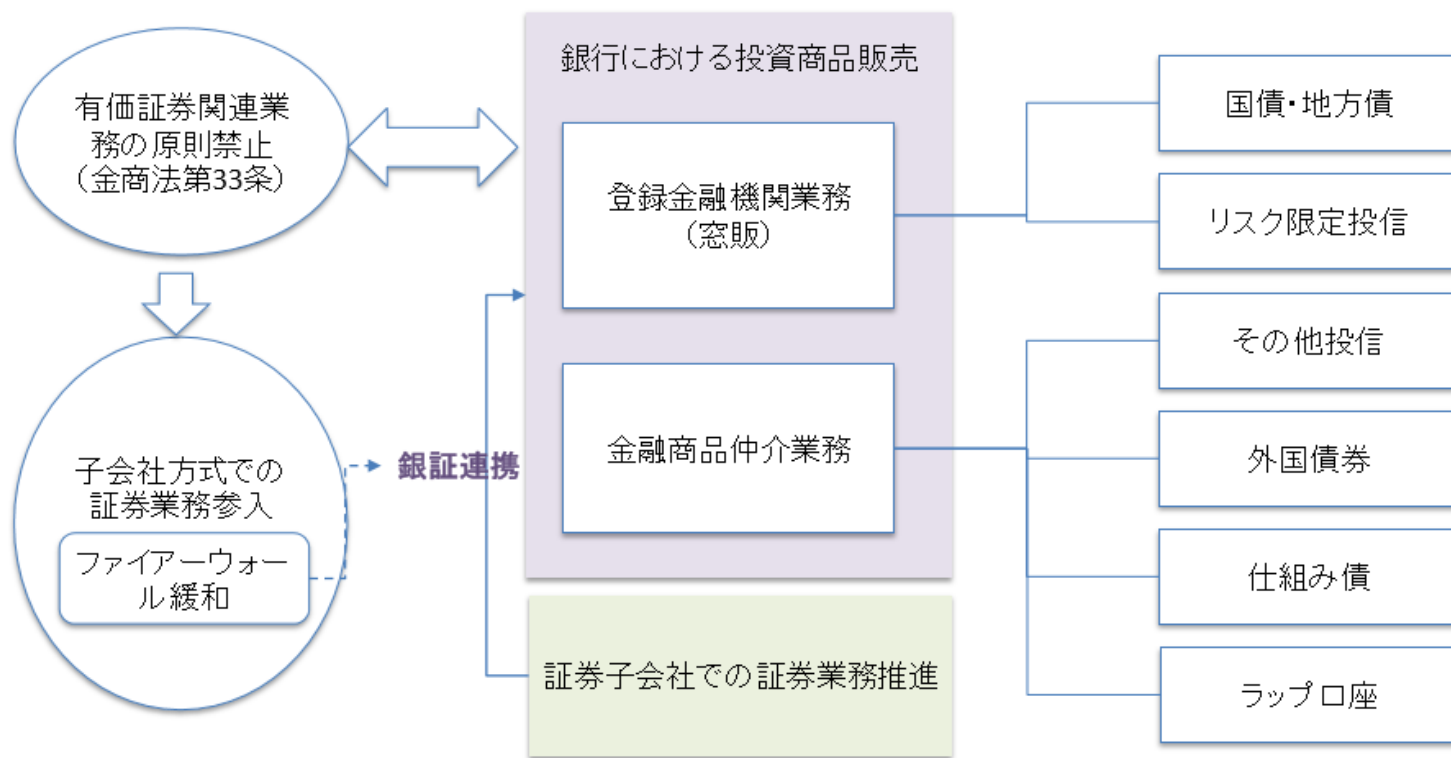 有価証券関連業
務の原則禁止
（金商法第33条）
子会社方式での
証券業務参入
ファイアーウォー
ル緩和
銀証連携
銀行における投資商品販売
登録金融機関業務
（窓販）
金融商品仲介業務
証券子会社での証券業務推進
国債・地方債
リスク限定投信
その他投信
外国債券
仕組み債
ラップ口座